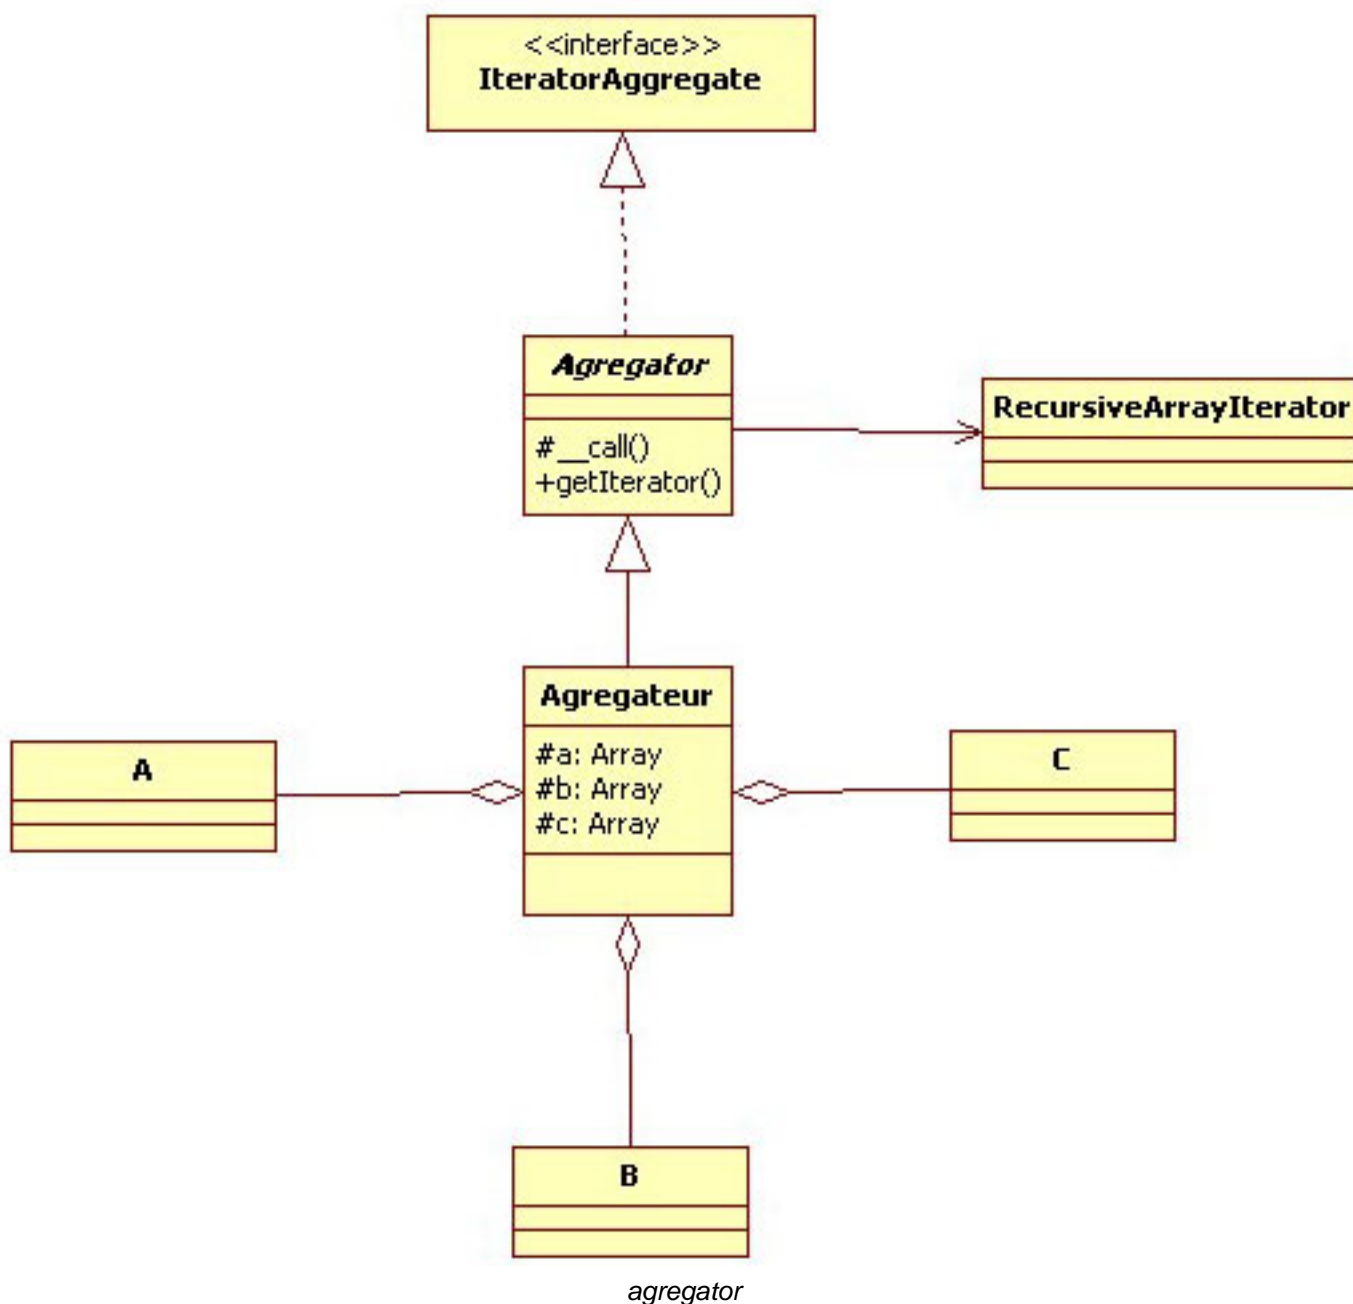 <<interface>>
IteratorAggregate
Agregator
#__call()
+getIterator()
RecursiveArrayIterator
Agregateur
#a: Array
#b: Array
#c: Array
A
C
B
agregator